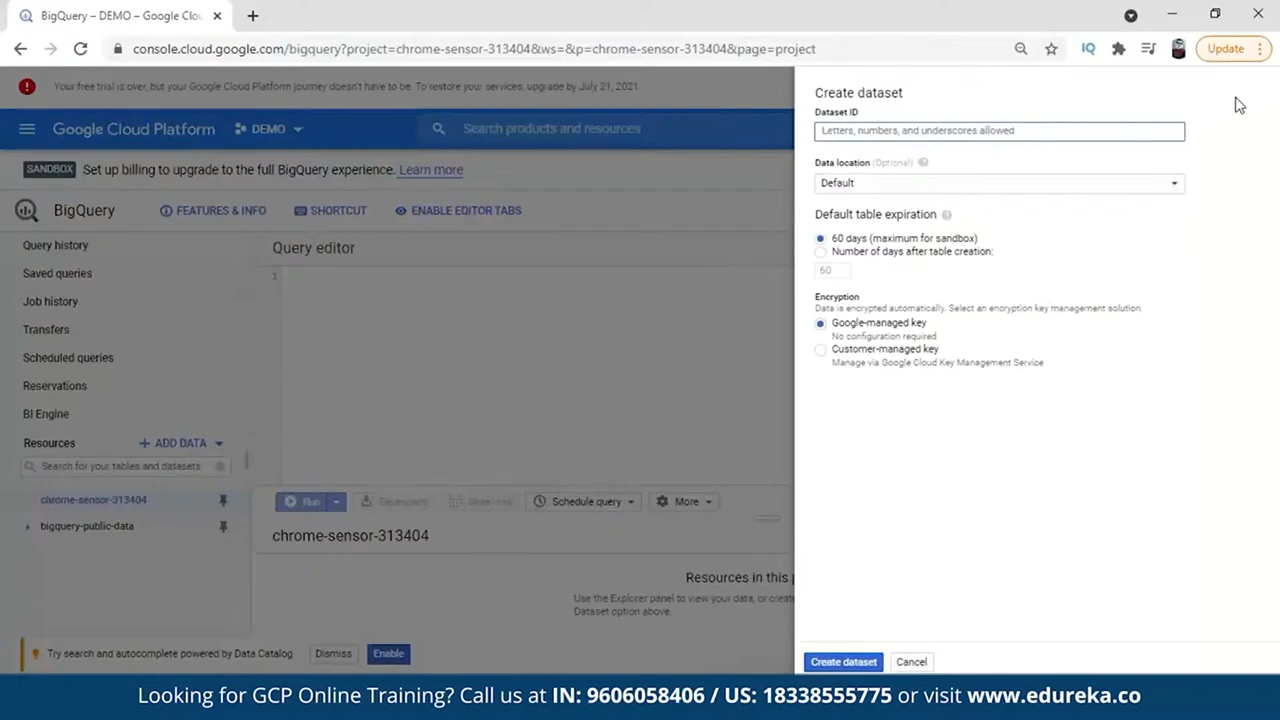 BigQuery – DEMO – Google Clou
console.cloud.google.com/bigquery?project=chrome-sensor-313404&ws=&p=chrome-sensor-313404&page=project
IQ
Update
Your free trial is over, but your Google Cloud Platform journey doesn't have to be. To restore your services, upgrade by July 21, 2021.
Google Cloud Platform
DEMO
Search products and resources
SANDBOX Set up billing to upgrade to the full BigQuery experience. Learn more
BigQuery
FEATURES & INFO
SHORTCUT
ENABLE EDITOR TABS
Query history
Saved queries
Job history
Transfers
Scheduled queries
Reservations
BI Engine
Resources
ADD DATA
Search for your tables and datasets
chrome-sensor-313404
bigquery-public-data
Query editor
1
Run
Save query
Save view
Schedule query
More
chrome-sensor-313404
Resources in this p
Use the Explorer panel to view your data, or create
Dataset option above.
Try search and autocomplete powered by Data Catalog
Dismiss
Enable
Create dataset
Dataset ID
Letters, numbers, and underscores allowed
Data location (Optional)
Default
Default table expiration
60 days (maximum for sandbox)
Number of days after table creation:
60
Encryption
Data is encrypted automatically. Select an encryption key management solution.
Google-managed key
No configuration required
Customer-managed key
Manage via Google Cloud Key Management Service
Create dataset
Cancel
Looking for GCP Online Training? Call us at IN: 9606058406 / US: 18338555775 or visit www.edureka.co